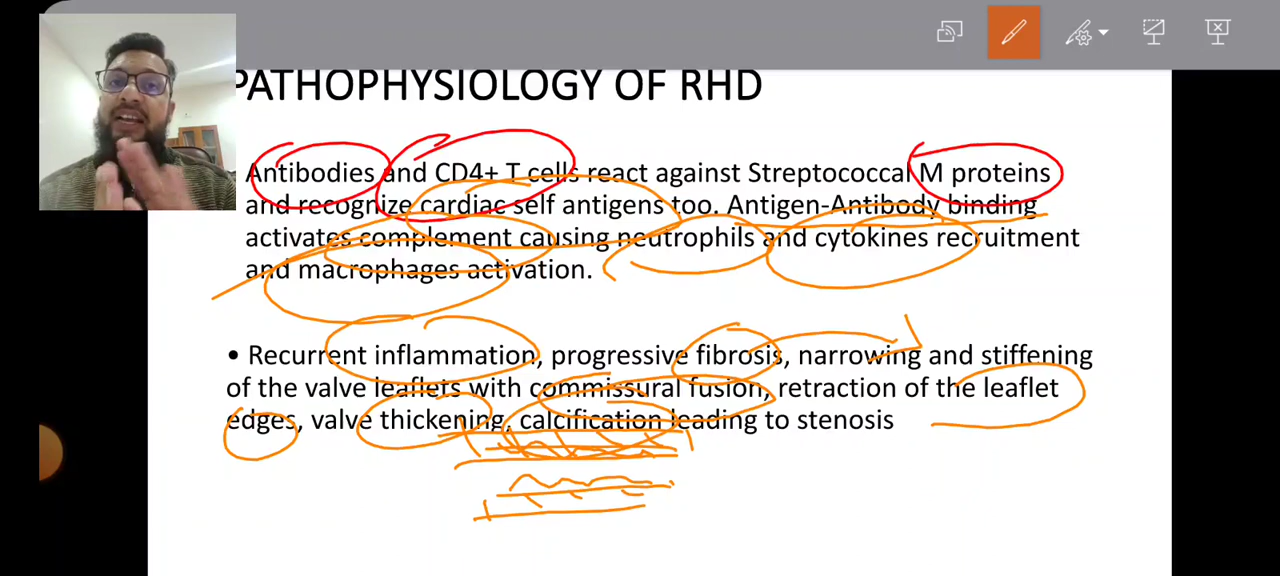 PATHOPHYSIOLOGY OF RHD
Antibodies and CD4+ T cells react against Streptococcal M proteins
and recognize cardiac self antigens too. Antigen-Antibody binding
activates complement causing neutrophils and cytokines recruitment
and macrophages activation.
• Recurrent inflammation, progressive fibrosis, narrowing and stiffening
of the valve leaflets with commissural fusion, retraction of the leaflet
edges, valve thickening, calcification leading to stenosis